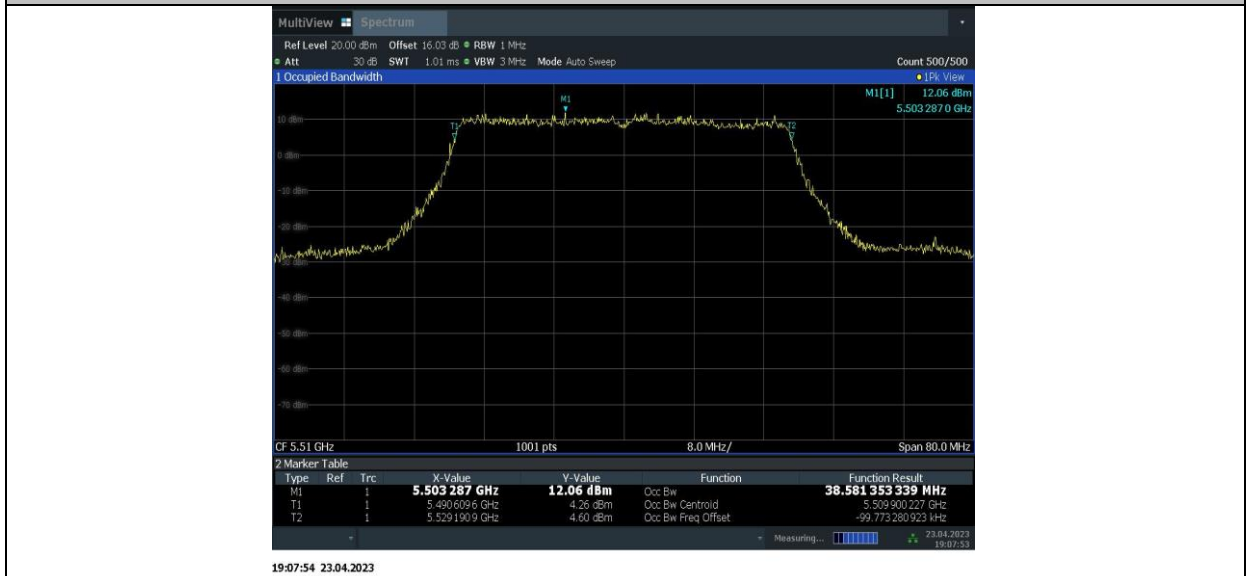 MultiView Spectrum
Ref Level 20.00 dBm Offset 16.03 dB RBW 1 MHz
Att 30 dB SWT 1.01 ms VBW 3 MHz Mode Auto Sweep Count 500/500
1 Occupied Bandwidth 1Pk View
M1[1] 12.06 dBm
5.503 287 0 GHz
M1
10 dBm
T1
T2
0 dBm
-10 dBm
-20 dBm
-30 dBm
-40 dBm
-50 dBm
-60 dBm
-70 dBm
CF 5.51 GHz 1001 pts 8.0 MHz/ Span 80.0 MHz
2 Marker Table
Type Ref Trc X-Value Y-Value Function Function Result
M1 1 5.503 287 GHz 12.06 dBm Occ Bw 38.581 353 339 MHz
T1 1 5.490 609 6 GHz 4.26 dBm Occ Bw Centroid 5.509 900 227 GHz
T2 1 5.529 190 9 GHz 4.60 dBm Occ Bw Freq Offset -99.773 280 923 kHz
Measuring... 23.04.2023
19:07:53
19:07:54 23.04.2023